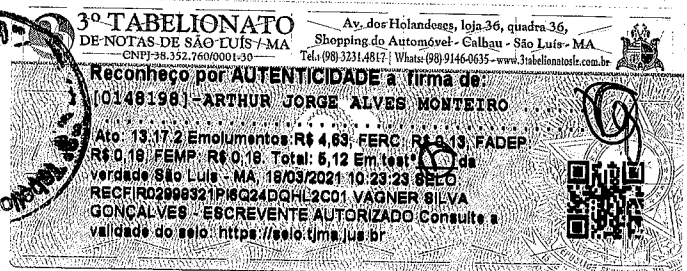 3º TABELIONATO
DE NOTAS DE SÃO LUÍS / MA
CNPJ 38.352.760/0001-30
Av. dos Holandeses, loja 36, quadra 36,
Shopping do Automóvel - Calhau - São Luís - MA
Tel.: (98) 3231.4817 | Whats: (98) 9146-0635 - www.3tabelionatoslz.com.br
Reconheço por AUTENTICIDADE a firma de:
[0148198]-ARTHUR JORGE ALVES MONTEIRO
Ato: 13.17.2 Emolumentos: R$ 4,63, FERC: R$ 0,13, FADEP:
R$ 0,18, FEMP: R$ 0,18. Total: 5,12 Em testº da
verdade São Luís - MA, 18/03/2021 10:23:23 SELO
VAGNER SILVA
GONÇALVES - ESCREVENTE AUTORIZADO Consulte a
validade do selo: https://selo.tjma.jus.br